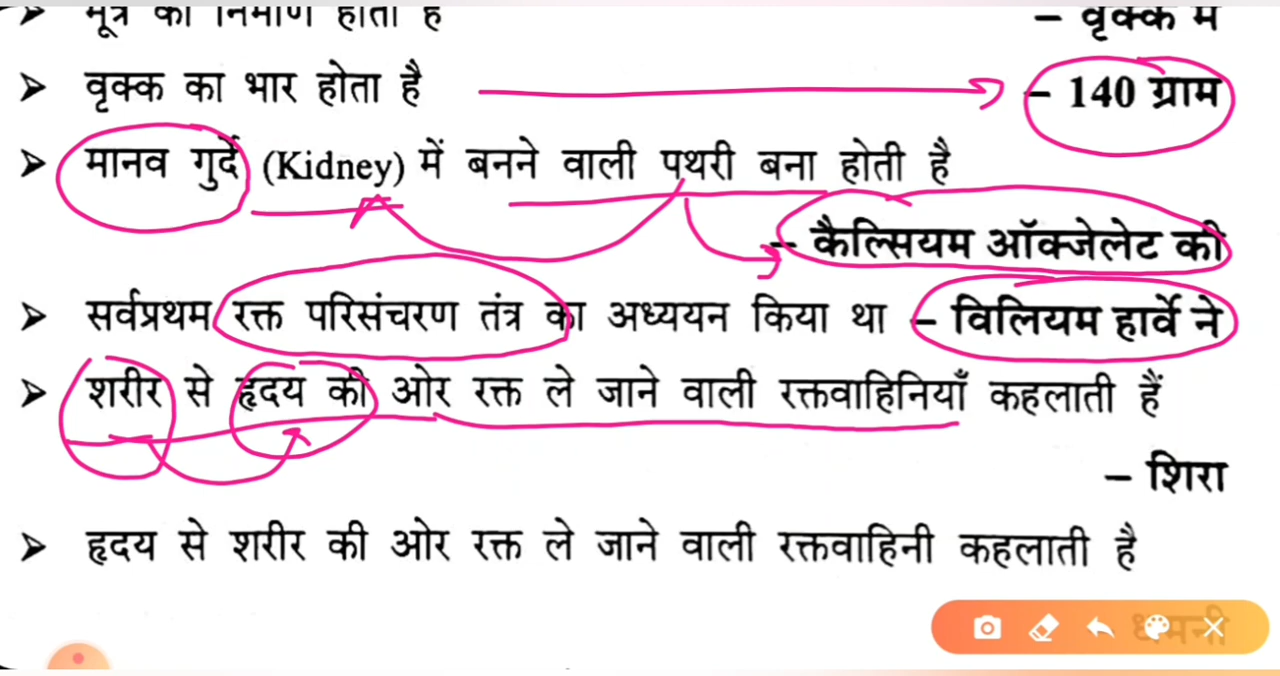 ➤ मूत्र का निर्माण होता है – वृक्क में
➤ वृक्क का भार होता है – 140 ग्राम
➤ मानव गुर्दे (Kidney) में बनने वाली पथरी बना होती है
– कैल्सियम ऑक्जेलेट की
➤ सर्वप्रथम रक्त परिसंचरण तंत्र का अध्ययन किया था – विलियम हार्वे ने
➤ शरीर से हृदय की ओर रक्त ले जाने वाली रक्तवाहिनियाँ कहलाती हैं
– शिरा
➤ हृदय से शरीर की ओर रक्त ले जाने वाली रक्तवाहिनी कहलाती है
धमनी